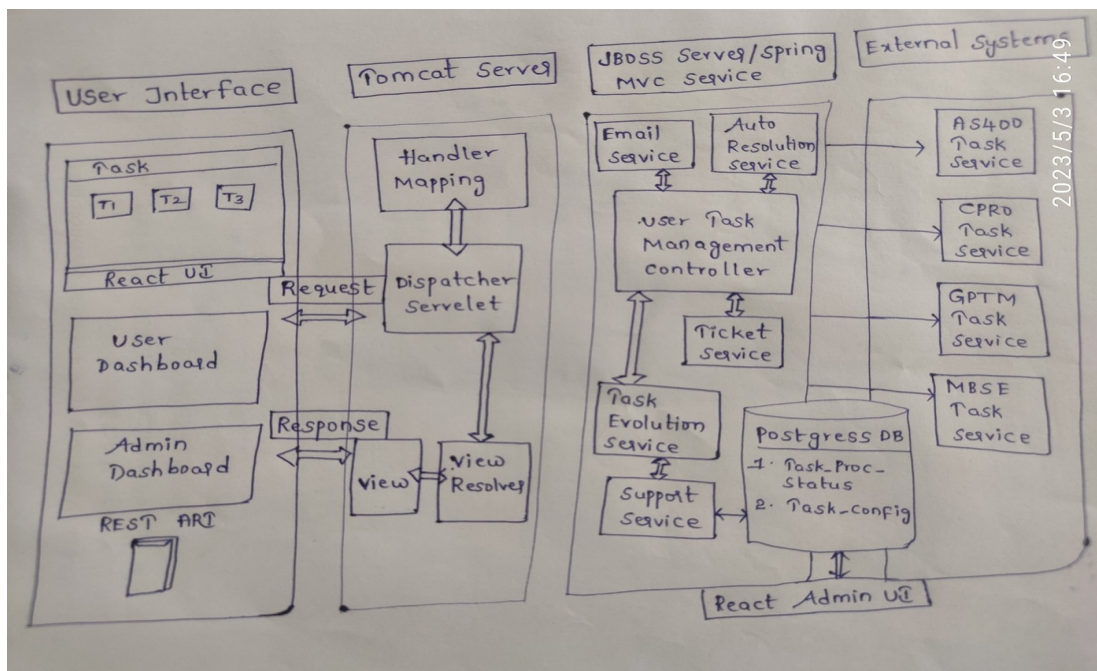 User Interface
Task
T1 T2 T3
React UI
User
Dashboard
Admin
Dashboard
REST API
Tomcat Server
Handler
Mapping
Request
Dispatcher
Servelet
Response
View
View
Resolver
JBOSS Server/Spring
MVC Service
Email
Service
Auto
Resolution
Service
User Task
Management
Controller
Ticket
Service
Task
Evolution
Service
Support
Service
Postgress DB
1. Task_Proc_
Status
2. Task_config
React Admin UI
External Systems
AS400
Task
Service
CPRO
Task
Service
GPTM
Task
Service
MBSE
Task
Service
2023/5/3 16:49